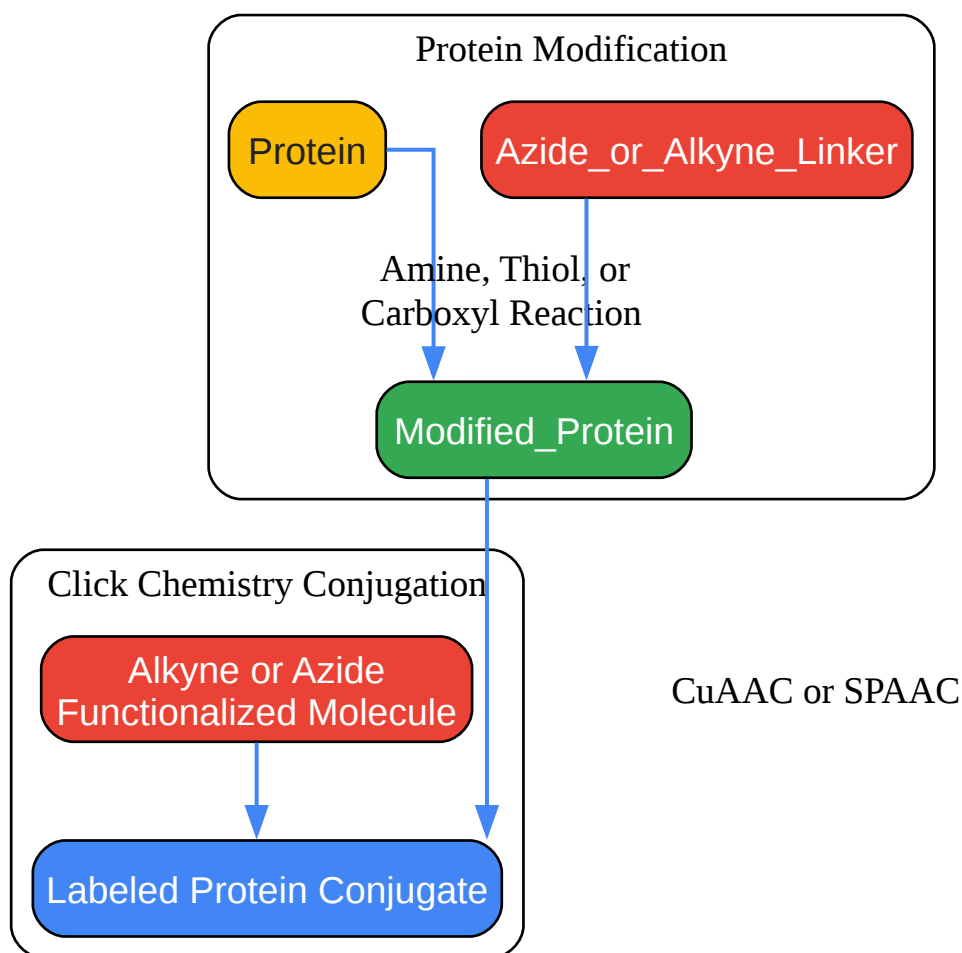 Protein Modification
Protein
Azide_or_Alkyne_Linker
Amine, Thiol, or
Carboxyl Reaction
Modified_Protein
Click Chemistry Conjugation
Alkyne or Azide
Functionalized Molecule
CuAAC or SPAAC
Labeled Protein Conjugate